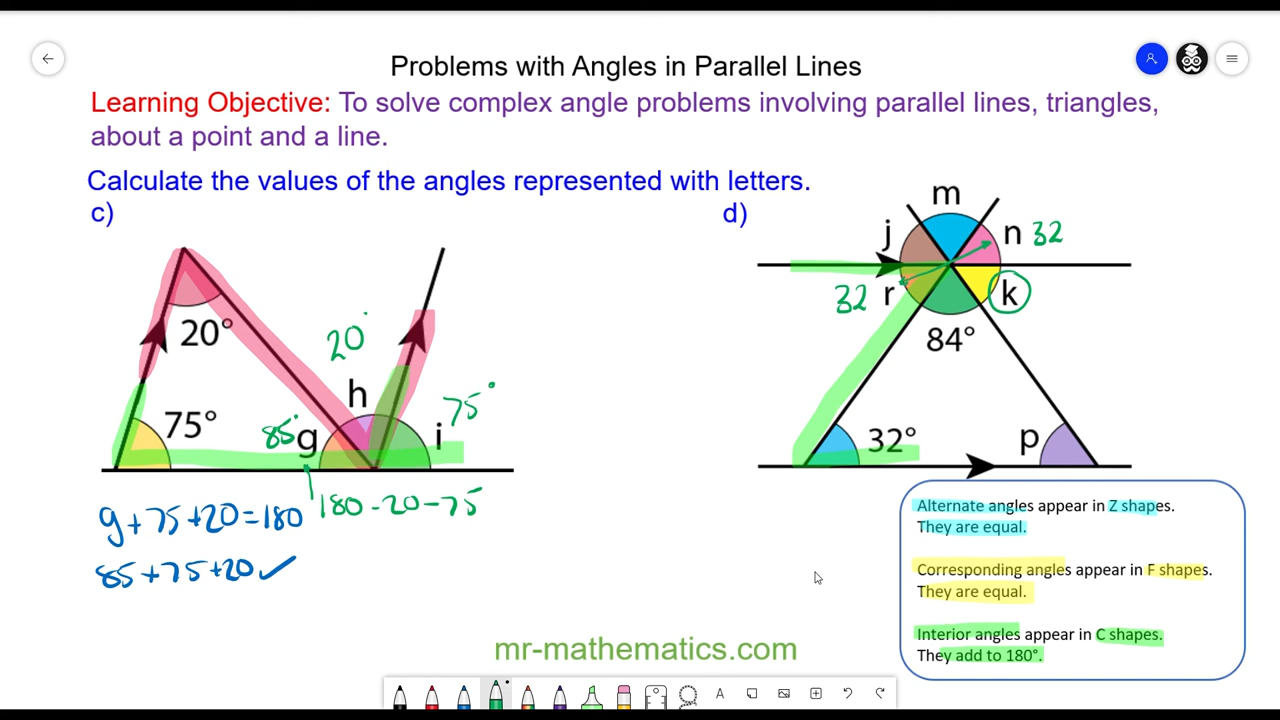 Problems with Angles in Parallel Lines
Learning Objective: To solve complex angle problems involving parallel lines, triangles,
about a point and a line.
Calculate the values of the angles represented with letters.
c)
20°
75°
85° g
h
20°
i
75°
180 - 20 - 75
g + 75 + 20 = 180
85 + 75 + 20 ✓
d)
m
j
n 32
32 r
k
84°
32°
p
Alternate angles appear in Z shapes.
They are equal.
Corresponding angles appear in F shapes.
They are equal.
Interior angles appear in C shapes.
They add to 180°.
mr-mathematics.com
A